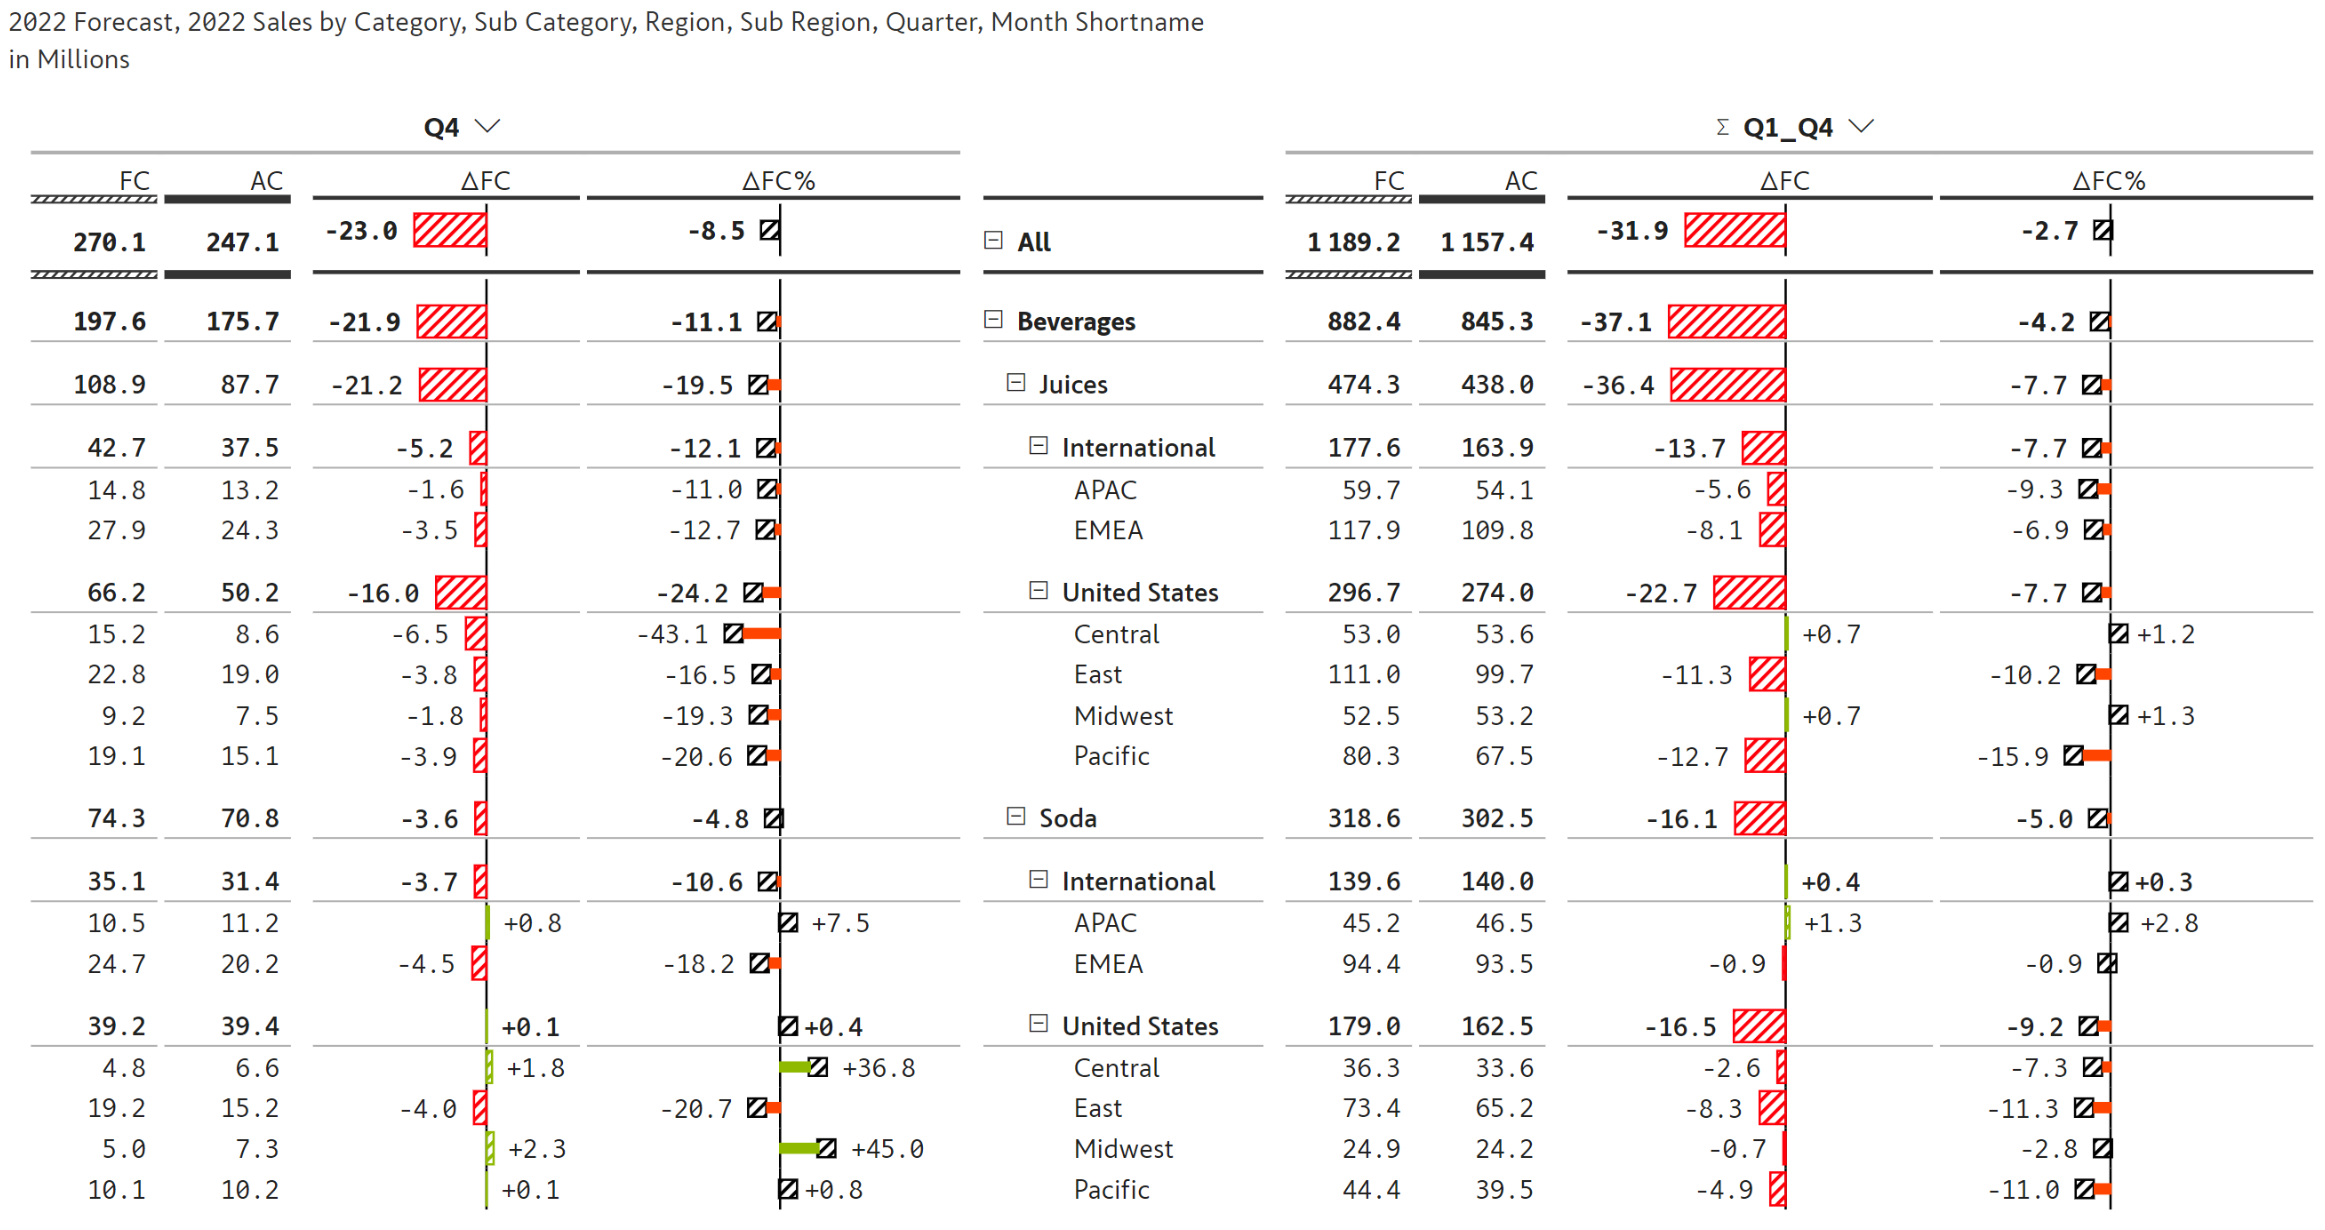 2022 Forecast, 2022 Sales by Category, Sub Category, Region, Sub Region, Quarter, Month Shortname
in Millions
Q4 Σ Q1_Q4
FC AC ΔFC ΔFC% FC AC ΔFC ΔFC%
270.1 247.1 -23.0 -8.5 All 1 189.2 1 157.4 -31.9 -2.7
197.6 175.7 -21.9 -11.1 Beverages 882.4 845.3 -37.1 -4.2
108.9 87.7 -21.2 -19.5 Juices 474.3 438.0 -36.4 -7.7
42.7 37.5 -5.2 -12.1 International 177.6 163.9 -13.7 -7.7
14.8 13.2 -1.6 -11.0 APAC 59.7 54.1 -5.6 -9.3
27.9 24.3 -3.5 -12.7 EMEA 117.9 109.8 -8.1 -6.9
66.2 50.2 -16.0 -24.2 United States 296.7 274.0 -22.7 -7.7
15.2 8.6 -6.5 -43.1 Central 53.0 53.6 +0.7 +1.2
22.8 19.0 -3.8 -16.5 East 111.0 99.7 -11.3 -10.2
9.2 7.5 -1.8 -19.3 Midwest 52.5 53.2 +0.7 +1.3
19.1 15.1 -3.9 -20.6 Pacific 80.3 67.5 -12.7 -15.9
74.3 70.8 -3.6 -4.8 Soda 318.6 302.5 -16.1 -5.0
35.1 31.4 -3.7 -10.6 International 139.6 140.0 +0.4 +0.3
10.5 11.2 +0.8 +7.5 APAC 45.2 46.5 +1.3 +2.8
24.7 20.2 -4.5 -18.2 EMEA 94.4 93.5 -0.9 -0.9
39.2 39.4 +0.1 +0.4 United States 179.0 162.5 -16.5 -9.2
4.8 6.6 +1.8 +36.8 Central 36.3 33.6 -2.6 -7.3
19.2 15.2 -4.0 -20.7 East 73.4 65.2 -8.3 -11.3
5.0 7.3 +2.3 +45.0 Midwest 24.9 24.2 -0.7 -2.8
10.1 10.2 +0.1 +0.8 Pacific 44.4 39.5 -4.9 -11.0